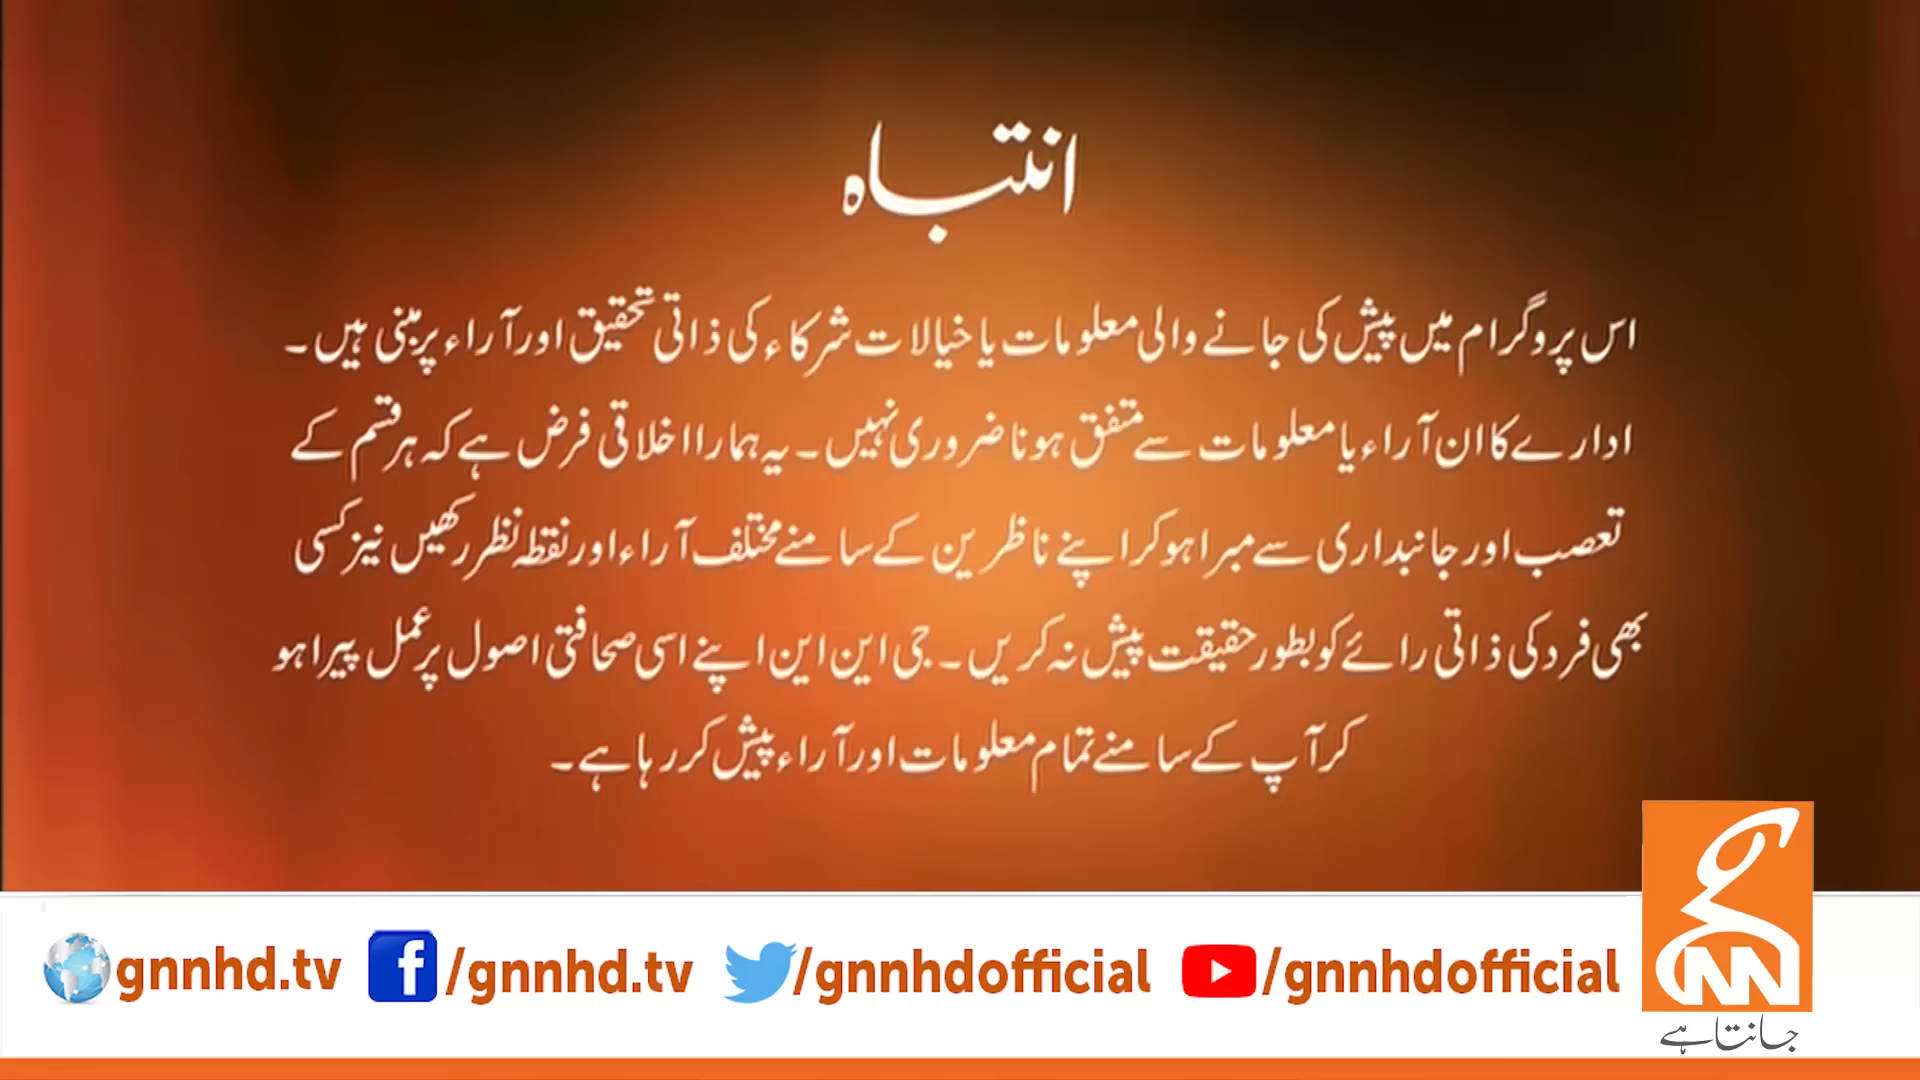 انتباہ
اس پروگرام میں پیش کی جانے والی معلومات یا خیالات شرکاء کی ذاتی تحقیق اور آراء پر مبنی ہیں۔
ادارے کا ان آراء یا معلومات سے متفق ہونا ضروری نہیں۔ یہ ہمارا اخلاقی فرض ہے کہ ہر قسم کے
تعصب اور جانبداری سے مبرا ہو کر اپنے ناظرین کے سامنے مختلف آراء اور نقطہ نظر رکھیں نیز کسی
بھی فرد کی ذاتی رائے کو بطور حقیقت پیش نہ کریں۔ جی این این اپنے اسی صحافتی اصول پر عمل پیرا ہو
کر آپ کے سامنے تمام معلومات اور آراء پیش کر رہا ہے۔
gnnhd.tv /gnnhd.tv /gnnhdofficial /gnnhdofficial
GNN
جانتا ہے